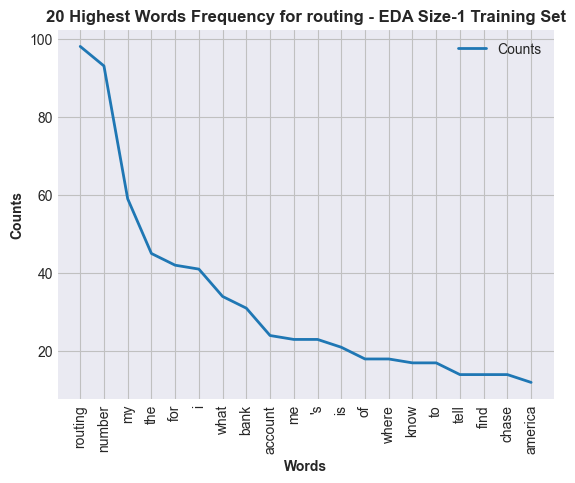 20 Highest Words Frequency for routing - EDA Size-1 Training Set
Counts
100
80
60
40
20
Counts
routing
number
my
the
for
i
what
bank
account
me
's
is
of
where
know
to
tell
find
chase
america
Words